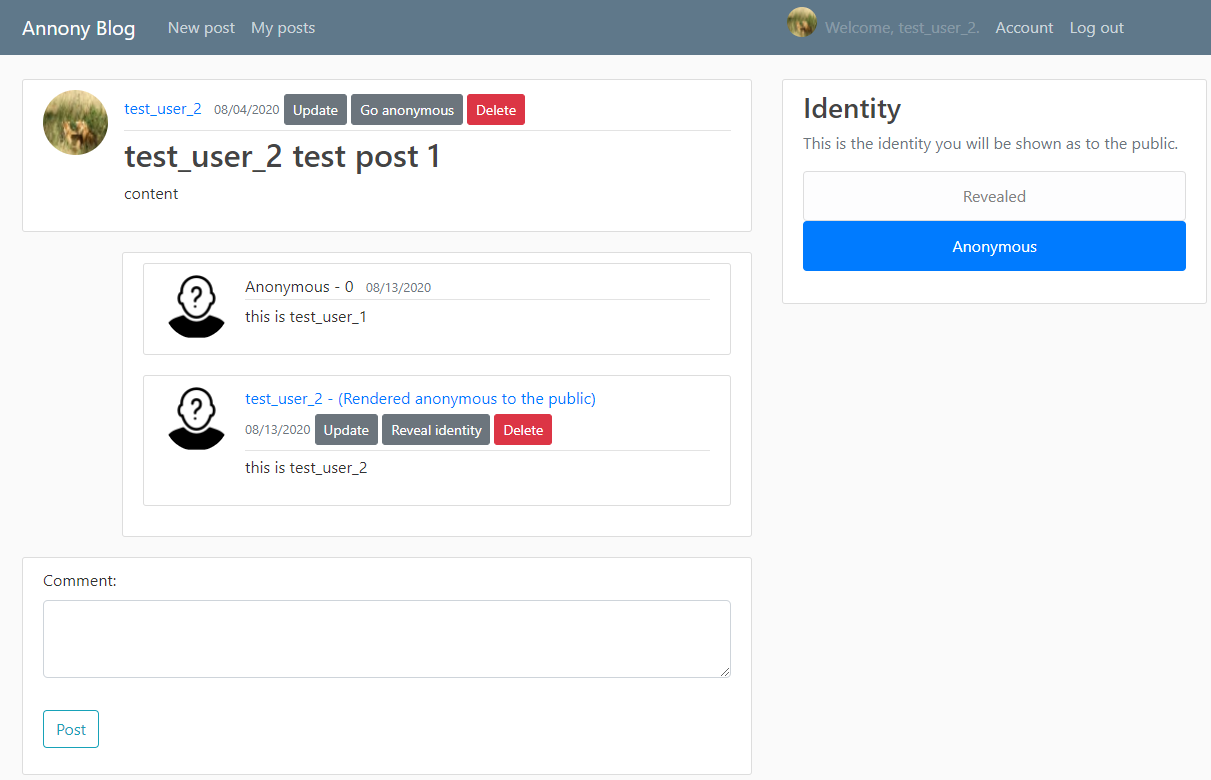 Annony Blog New post My posts Welcome, test_user_2. Account Log out
test_user_2 08/04/2020 Update Go anonymous Delete
test_user_2 test post 1
content
Anonymous - 0 08/13/2020
this is test_user_1
test_user_2 - (Rendered anonymous to the public)
08/13/2020 Update Reveal identity Delete
this is test_user_2
Comment:
Post
Identity
This is the identity you will be shown as to the public.
Revealed
Anonymous